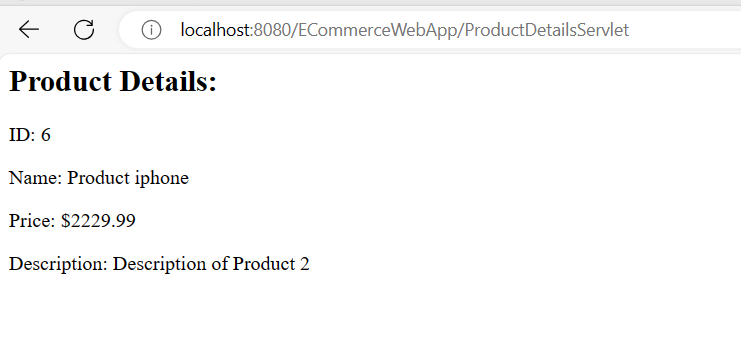 localhost:8080/ECommerceWebApp/ProductDetailsServlet
Product Details:
ID: 6
Name: Product iphone
Price: $2229.99
Description: Description of Product 2